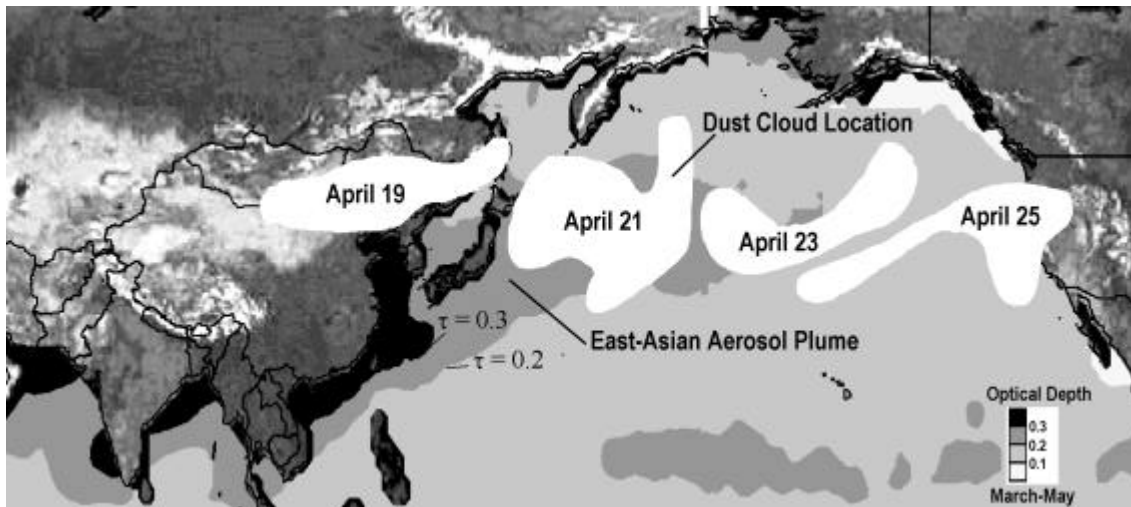 Dust Cloud Location
April 19
April 21
April 23
April 25
East-Asian Aerosol Plume
τ = 0.3
τ = 0.2
Optical Depth
0.3
0.2
0.1
March-May